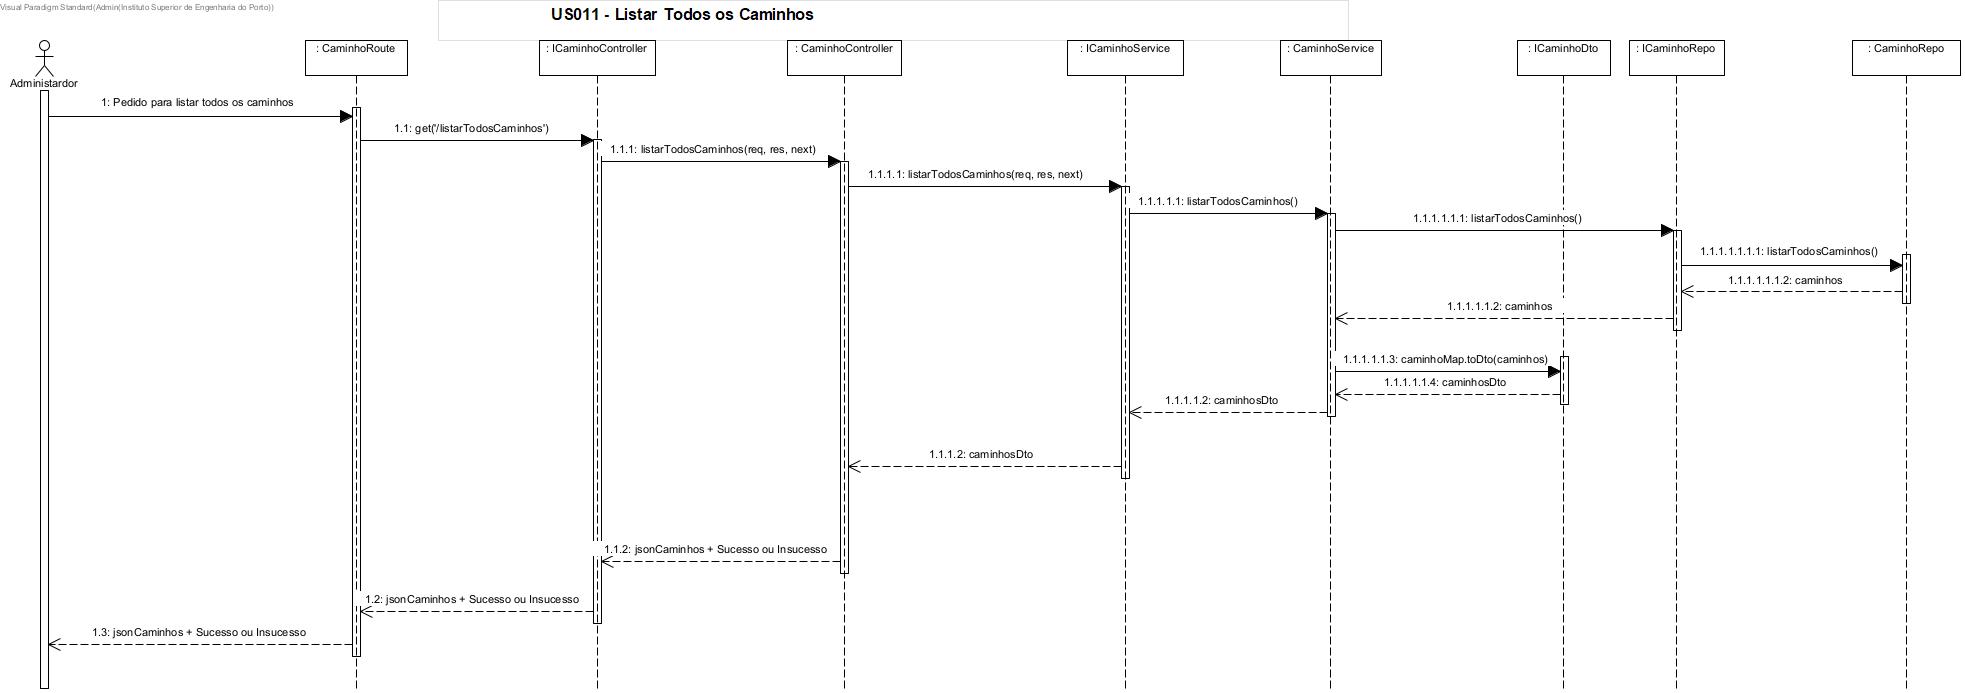 Visual Paradigm Standard(Admin(Instituto Superior de Engenharia do Porto))
US011 - Listar Todos os Caminhos
: CaminhoRoute
: ICaminhoController
: CaminhoController
: ICaminhoService
: CaminhoService
: ICaminhoDto
: ICaminhoRepo
: CaminhoRepo
Administardor
1: Pedido para listar todos os caminhos
1.1: get('/listarTodosCaminhos')
1.1.1: listarTodosCaminhos(req, res, next)
1.1.1.1: listarTodosCaminhos(req, res, next)
1.1.1.1.1: listarTodosCaminhos()
1.1.1.1.1.1: listarTodosCaminhos()
1.1.1.1.1.1.1: listarTodosCaminhos()
1.1.1.1.1.1.2: caminhos
1.1.1.1.1.2: caminhos
1.1.1.1.1.3: caminhoMap.toDto(caminhos)
1.1.1.1.1.4: caminhosDto
1.1.1.1.2: caminhosDto
1.1.1.2: caminhosDto
1.1.2: jsonCaminhos + Sucesso ou Insucesso
1.2: jsonCaminhos + Sucesso ou Insucesso
1.3: jsonCaminhos + Sucesso ou Insucesso